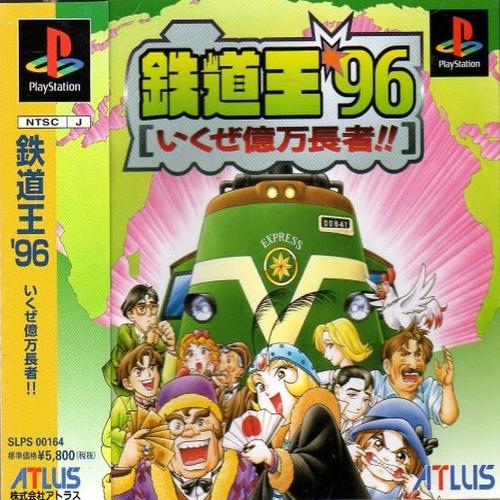 PlayStation
NTSC J
鉄道王
'96
いくぜ億万長者!!
SLPS 00164
標準価格¥5,800(税抜)
ATLUS
株式会社アトラス
PlayStation
鉄道王'96
[いくぜ億万長者!!]
00841
EXPRESS
ATLUS